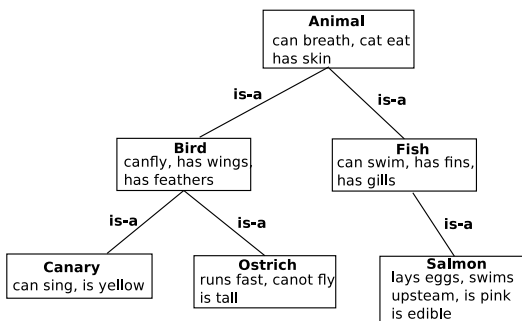 Animal
can breath, cat eat
has skin
is-a
is-a
Bird
canfly, has wings,
has feathers
Fish
can swim, has fins,
has gills
is-a
is-a
is-a
Canary
can sing, is yellow
Ostrich
runs fast, canot fly
is tall
Salmon
lays eggs, swims
upsteam, is pink
is edible